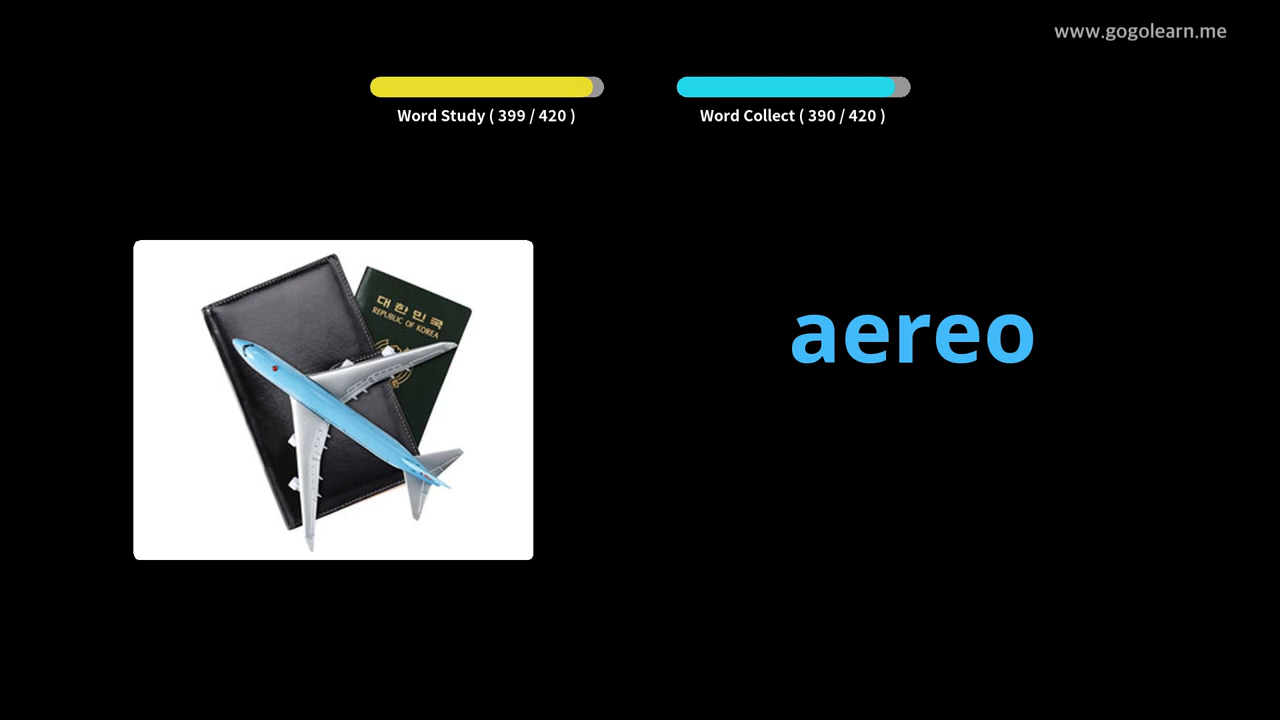 www.gogolearn.me
Word Study ( 399 / 420 )
Word Collect ( 390 / 420 )
대한민국
REPUBLIC OF KOREA
aereo